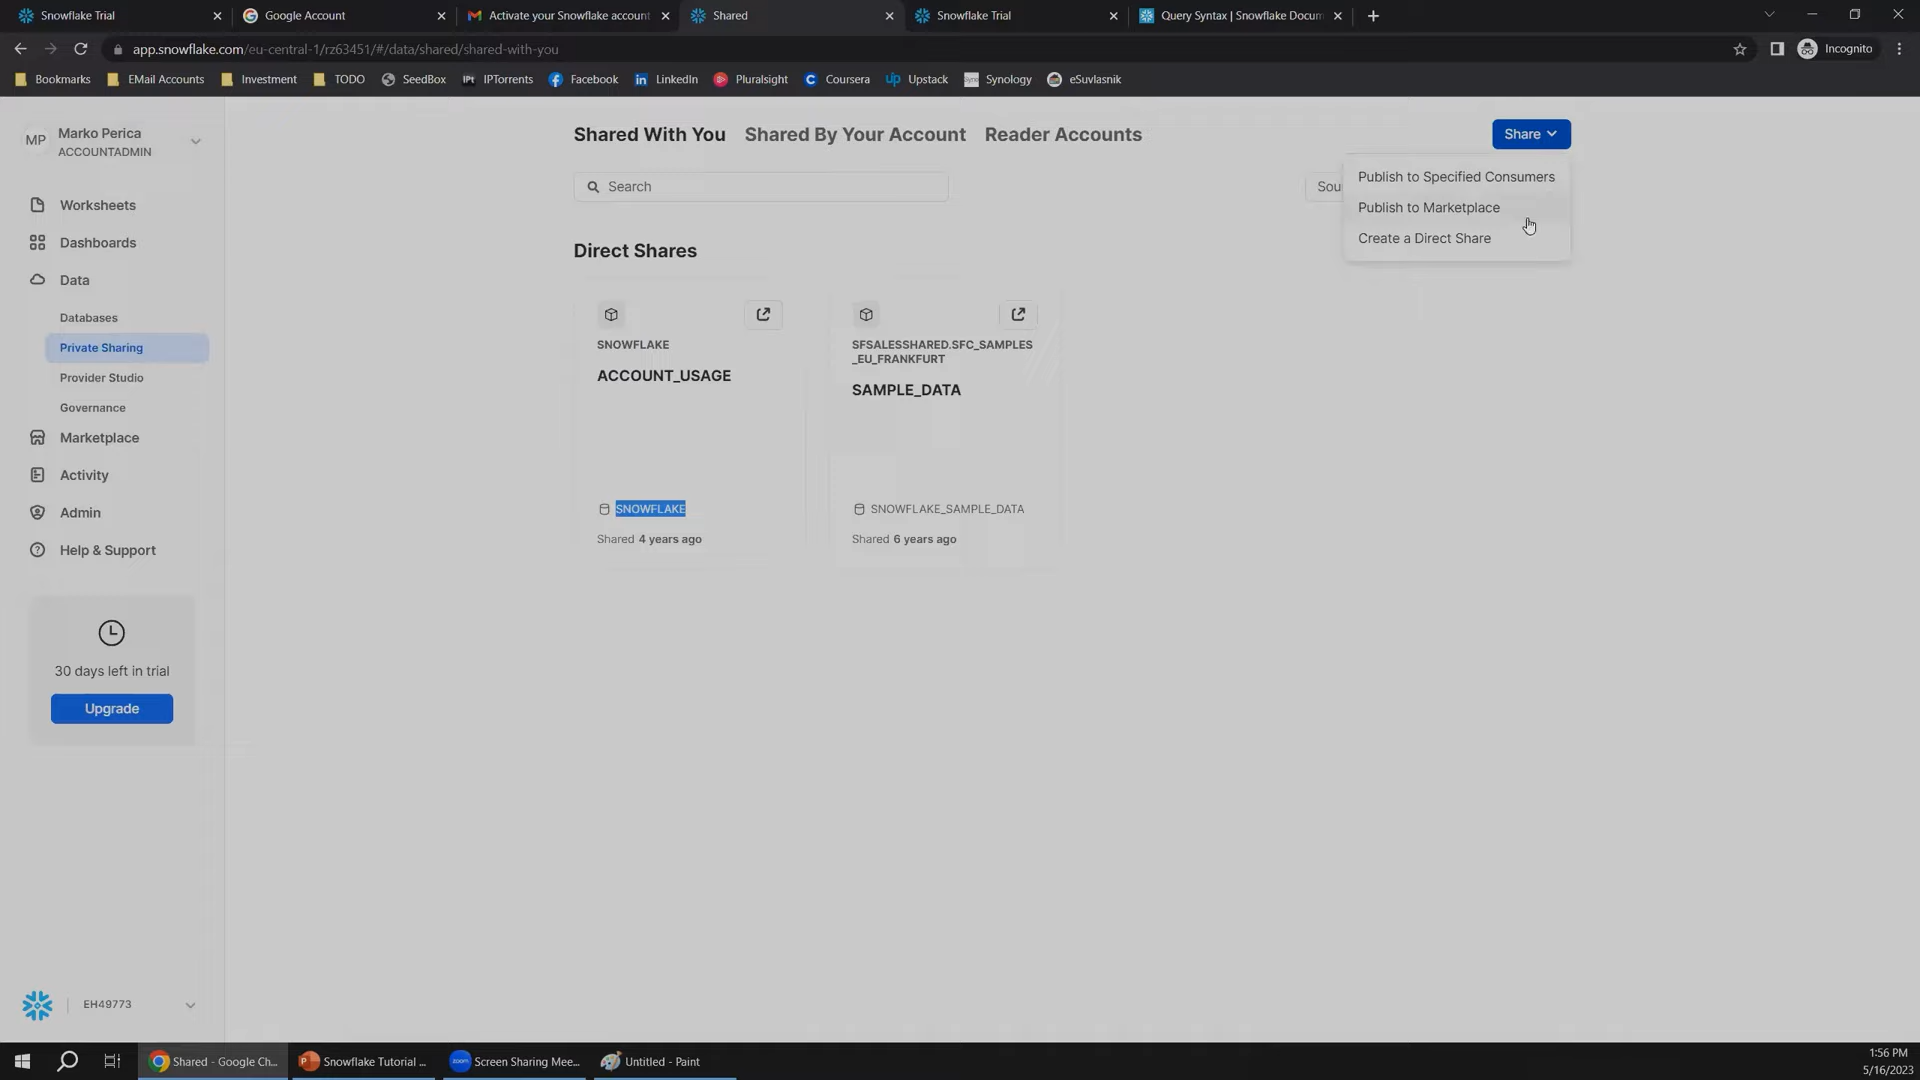 Snowflake Trial
Google Account
Activate your Snowflake account
Shared
Snowflake Trial
Query Syntax | Snowflake Docum
app.snowflake.com/eu-central-1/rz63451/#/data/shared/shared-with-you
Incognito
Bookmarks
EMail Accounts
Investment
TODO
SeedBox
IPTorrents
Facebook
LinkedIn
Pluralsight
Coursera
Upstack
Synology
eSuvlasnik
MP
Marko Perica
ACCOUNTADMIN
Worksheets
Dashboards
Data
Databases
Private Sharing
Provider Studio
Governance
Marketplace
Activity
Admin
Help & Support
30 days left in trial
Upgrade
EH49773
Shared With You
Shared By Your Account
Reader Accounts
Share
Search
Sou
Publish to Specified Consumers
Publish to Marketplace
Create a Direct Share
Direct Shares
SNOWFLAKE
ACCOUNT_USAGE
SNOWFLAKE
Shared 4 years ago
SFSALESSHARED.SFC_SAMPLES
_EU_FRANKFURT
SAMPLE_DATA
SNOWFLAKE_SAMPLE_DATA
Shared 6 years ago
Shared - Google Ch...
Snowflake Tutorial ...
zoom
Screen Sharing Mee...
Untitled - Paint
1:56 PM
5/16/2023